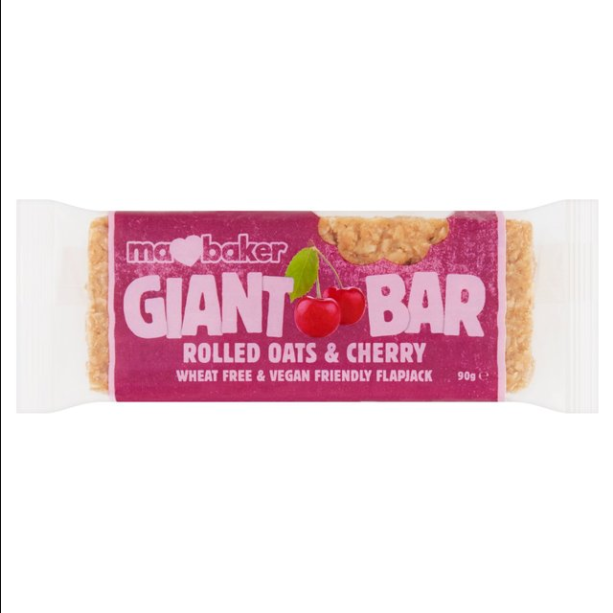 ma baker
GIANT BAR
ROLLED OATS & CHERRY
WHEAT FREE & VEGAN FRIENDLY FLAPJACK 90g ℮